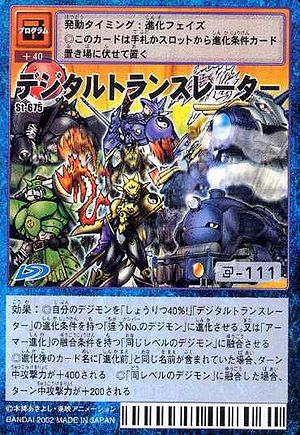 プログラム
+40
発動タイミング：進化フェイズ
◎このカードは手札かスロットから進化条件カード
置き場に伏せて置く
デジタルトランスレーター
St-675
@-111
効果：◎自分のデジモンを「しょうりつ40％！」「デジタルトランスレ
ーター」の進化条件を持つ「違うNo.のデジモン」に進化させる。又は「ア
ーマー進化」の融合条件を持つ「同じレベルのデジモン」に融合させる
◎進化後のカード名に「進化前」と同じ名前が含まれていた場合、ターン
中攻撃力が＋400される ◎「同じレベルのデジモン」に融合した場合、
ターン中攻撃力が＋200される
©本郷あきよし・東映アニメーション
BANDAI 2002 MADE IN JAPAN